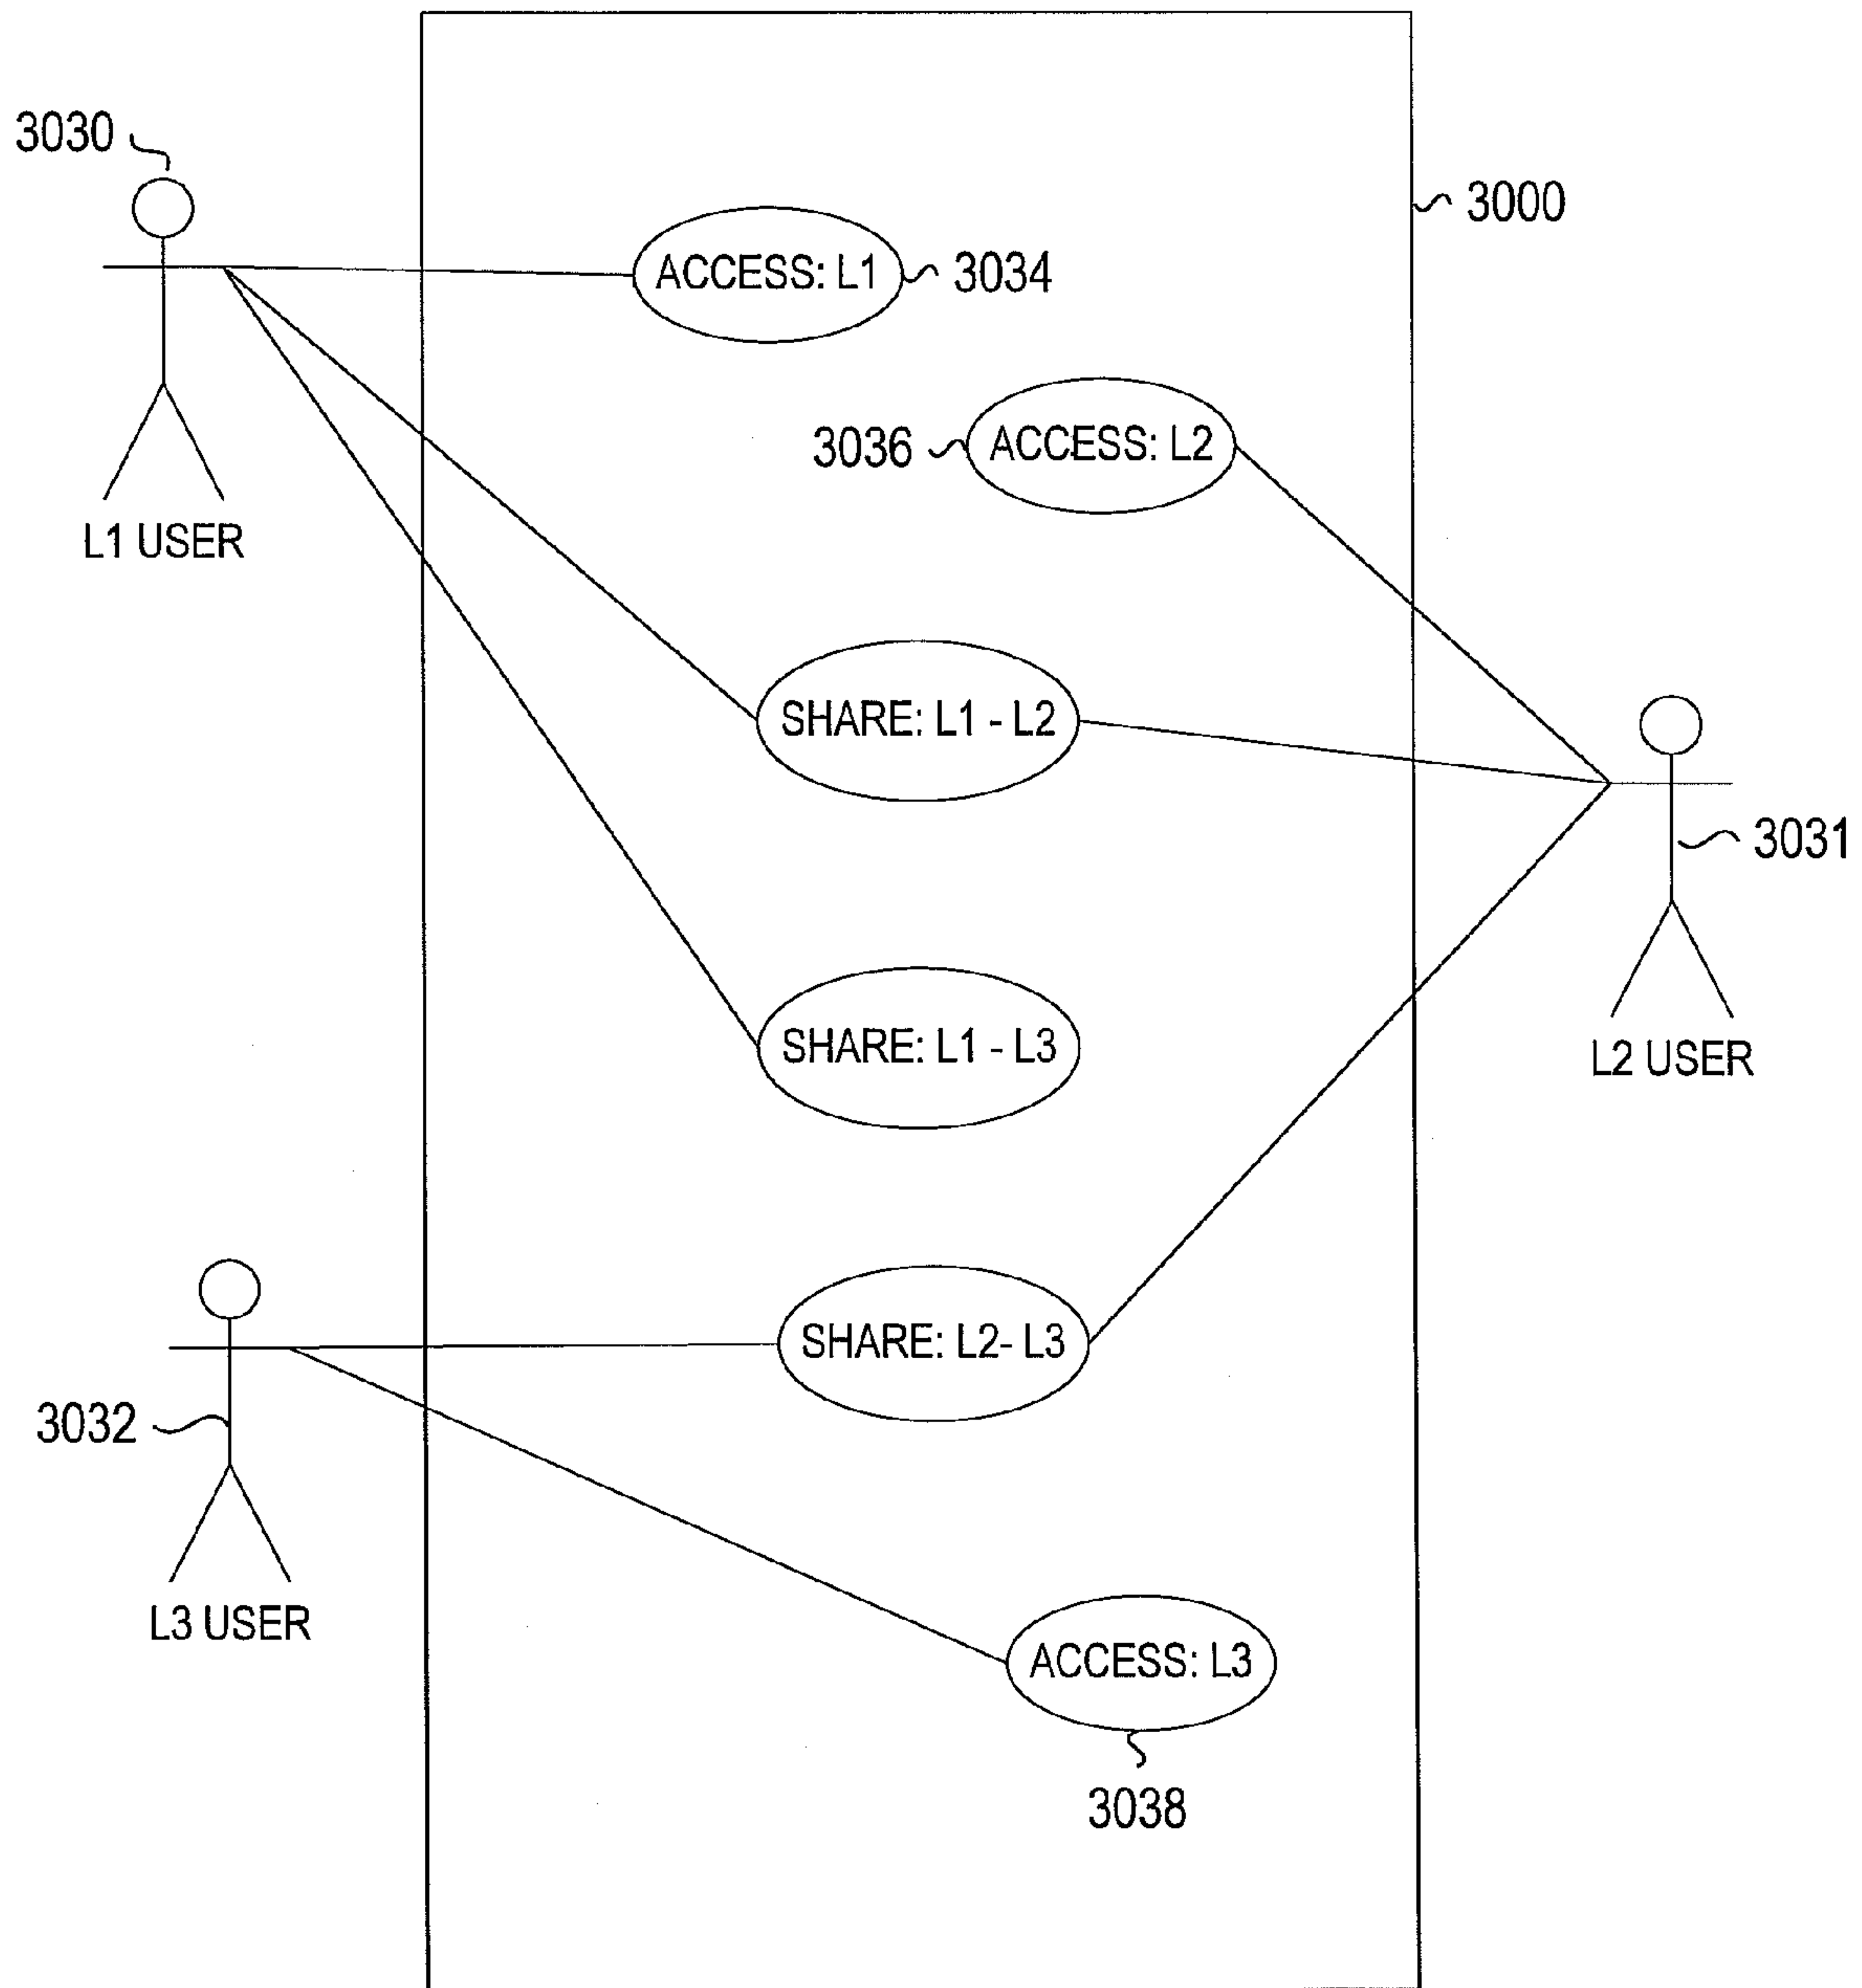 3030
3000
ACCESS: L1
3034
3036
ACCESS: L2
L1 USER
SHARE: L1 - L2
3031
SHARE: L1 - L3
L2 USER
SHARE: L2- L3
3032
L3 USER
ACCESS: L3
3038